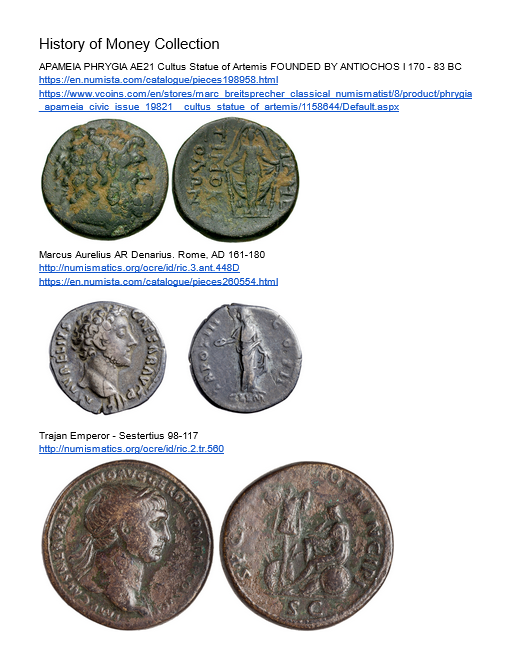 History of Money Collection
APAMEIA PHRYGIA AE21 Cultus Statue of Artemis FOUNDED BY ANTIOCHOS I 170 - 83 BC
https://en.numista.com/catalogue/pieces198958.html
https://www.vcoins.com/en/stores/marc_breitsprecher_classical_numismatist/8/product/phrygia
_apameia_civic_issue_19821__cultus_statue_of_artemis/1158644/Default.aspx
Marcus Aurelius AR Denarius. Rome, AD 161-180
http://numismatics.org/ocre/id/ric.3.ant.448D
https://en.numista.com/catalogue/pieces260554.html
Trajan Emperor - Sestertius 98-117
http://numismatics.org/ocre/id/ric.2.tr.560
S C